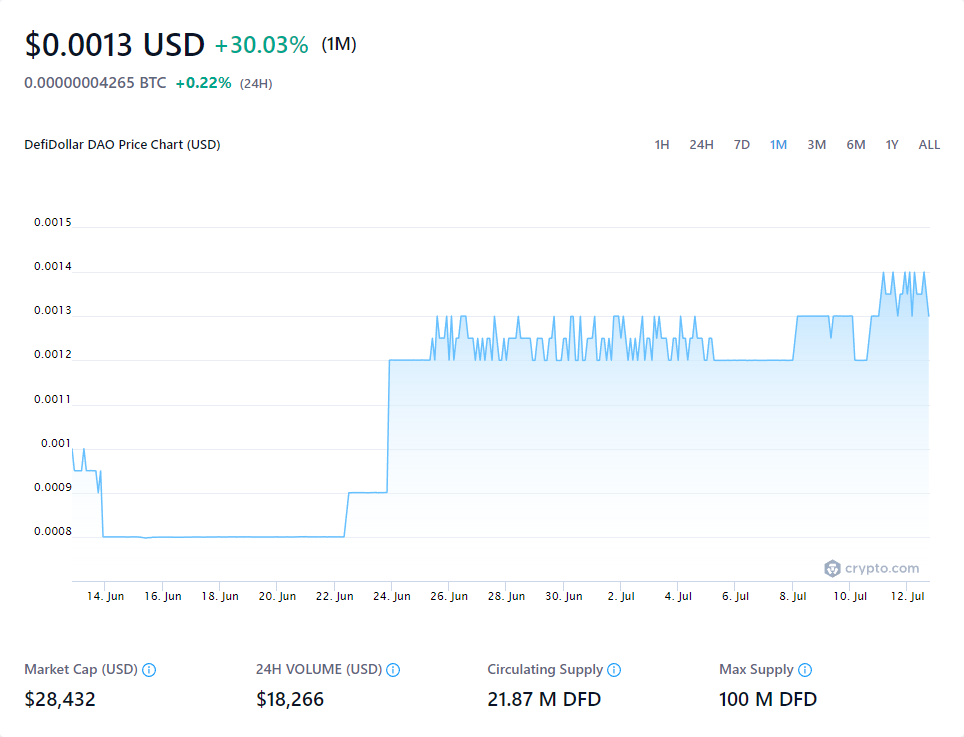 $0.0013 USD +30.03% (1M)
0.00000004265 BTC +0.22% (24H)
DefiDollar DAO Price Chart (USD) 1H 24H 7D 1M 3M 6M 1Y ALL
0.0015
0.0014
0.0013
0.0012
0.0011
0.001
0.0009
0.0008
crypto.com
14. Jun 16. Jun 18. Jun 20. Jun 22. Jun 24. Jun 26. Jun 28. Jun 30. Jun 2. Jul 4. Jul 6. Jul 8. Jul 10. Jul 12. Jul
Market Cap (USD) 24H VOLUME (USD) Circulating Supply Max Supply
$28,432 $18,266 21.87 M DFD 100 M DFD